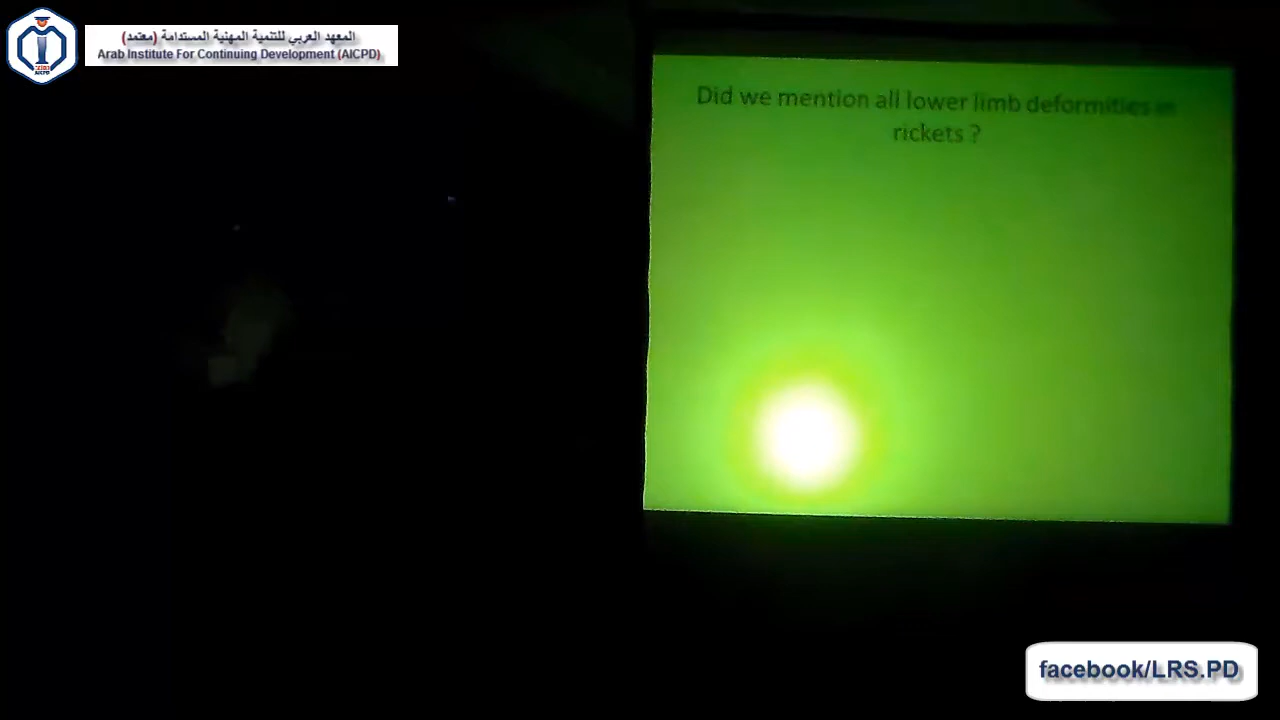 المعهد العربي للتنمية المهنية المستدامة (معتمد)
Arab Institute For Continuing Development (AICPD)
AICPD
Did we mention all lower limb deformities in
rickets ?
facebook/LRS.PD